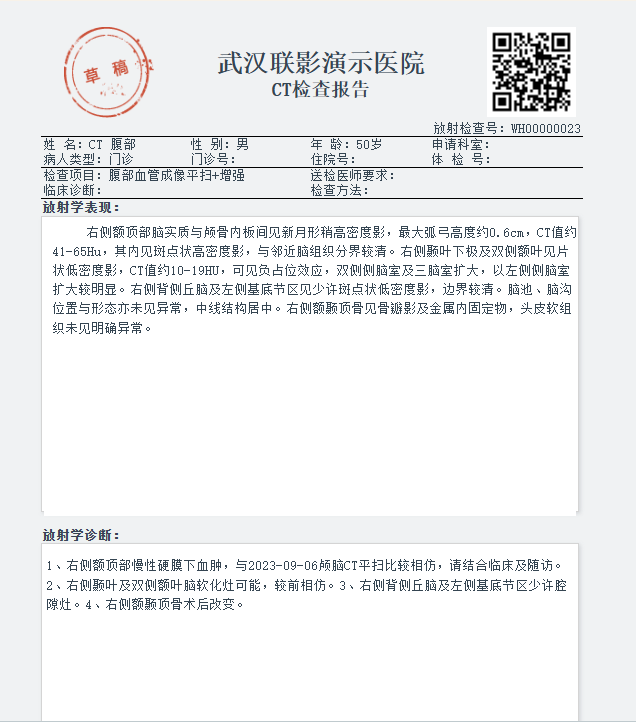 草稿
武汉联影演示医院
CT检查报告
放射检查号：WH00000023
姓 名：CT 腹部 性 别：男 年 龄：50岁 申请科室：
病人类型：门诊 门诊号： 住院号： 体 检 号：
检查项目：腹部血管成像平扫+增强 送检医师要求：
临床诊断： 检查方法：
放射学表现：
右侧额顶部脑实质与颅骨内板间见新月形稍高密度影，最大弧弓高度约0.6cm，CT值约
41-65Hu，其内见斑点状高密度影，与邻近脑组织分界较清。右侧颞叶下极及双侧额叶见片
状低密度影，CT值约10-19HU，可见负占位效应，双侧侧脑室及三脑室扩大，以左侧侧脑室
扩大较明显。右侧背侧丘脑及左侧基底节区见少许斑点状低密度影，边界较清。脑池、脑沟
位置与形态亦未见异常，中线结构居中。右侧额颞顶骨见骨瓣影及金属内固定物，头皮软组
织未见明确异常。
放射学诊断：
1、右侧额顶部慢性硬膜下血肿，与2023-09-06颅脑CT平扫比较相仿，请结合临床及随访。
2、右侧颞叶及双侧额叶脑软化灶可能，较前相仿。3、右侧背侧丘脑及左侧基底节区少许腔
隙灶。4、右侧额颞顶骨术后改变。